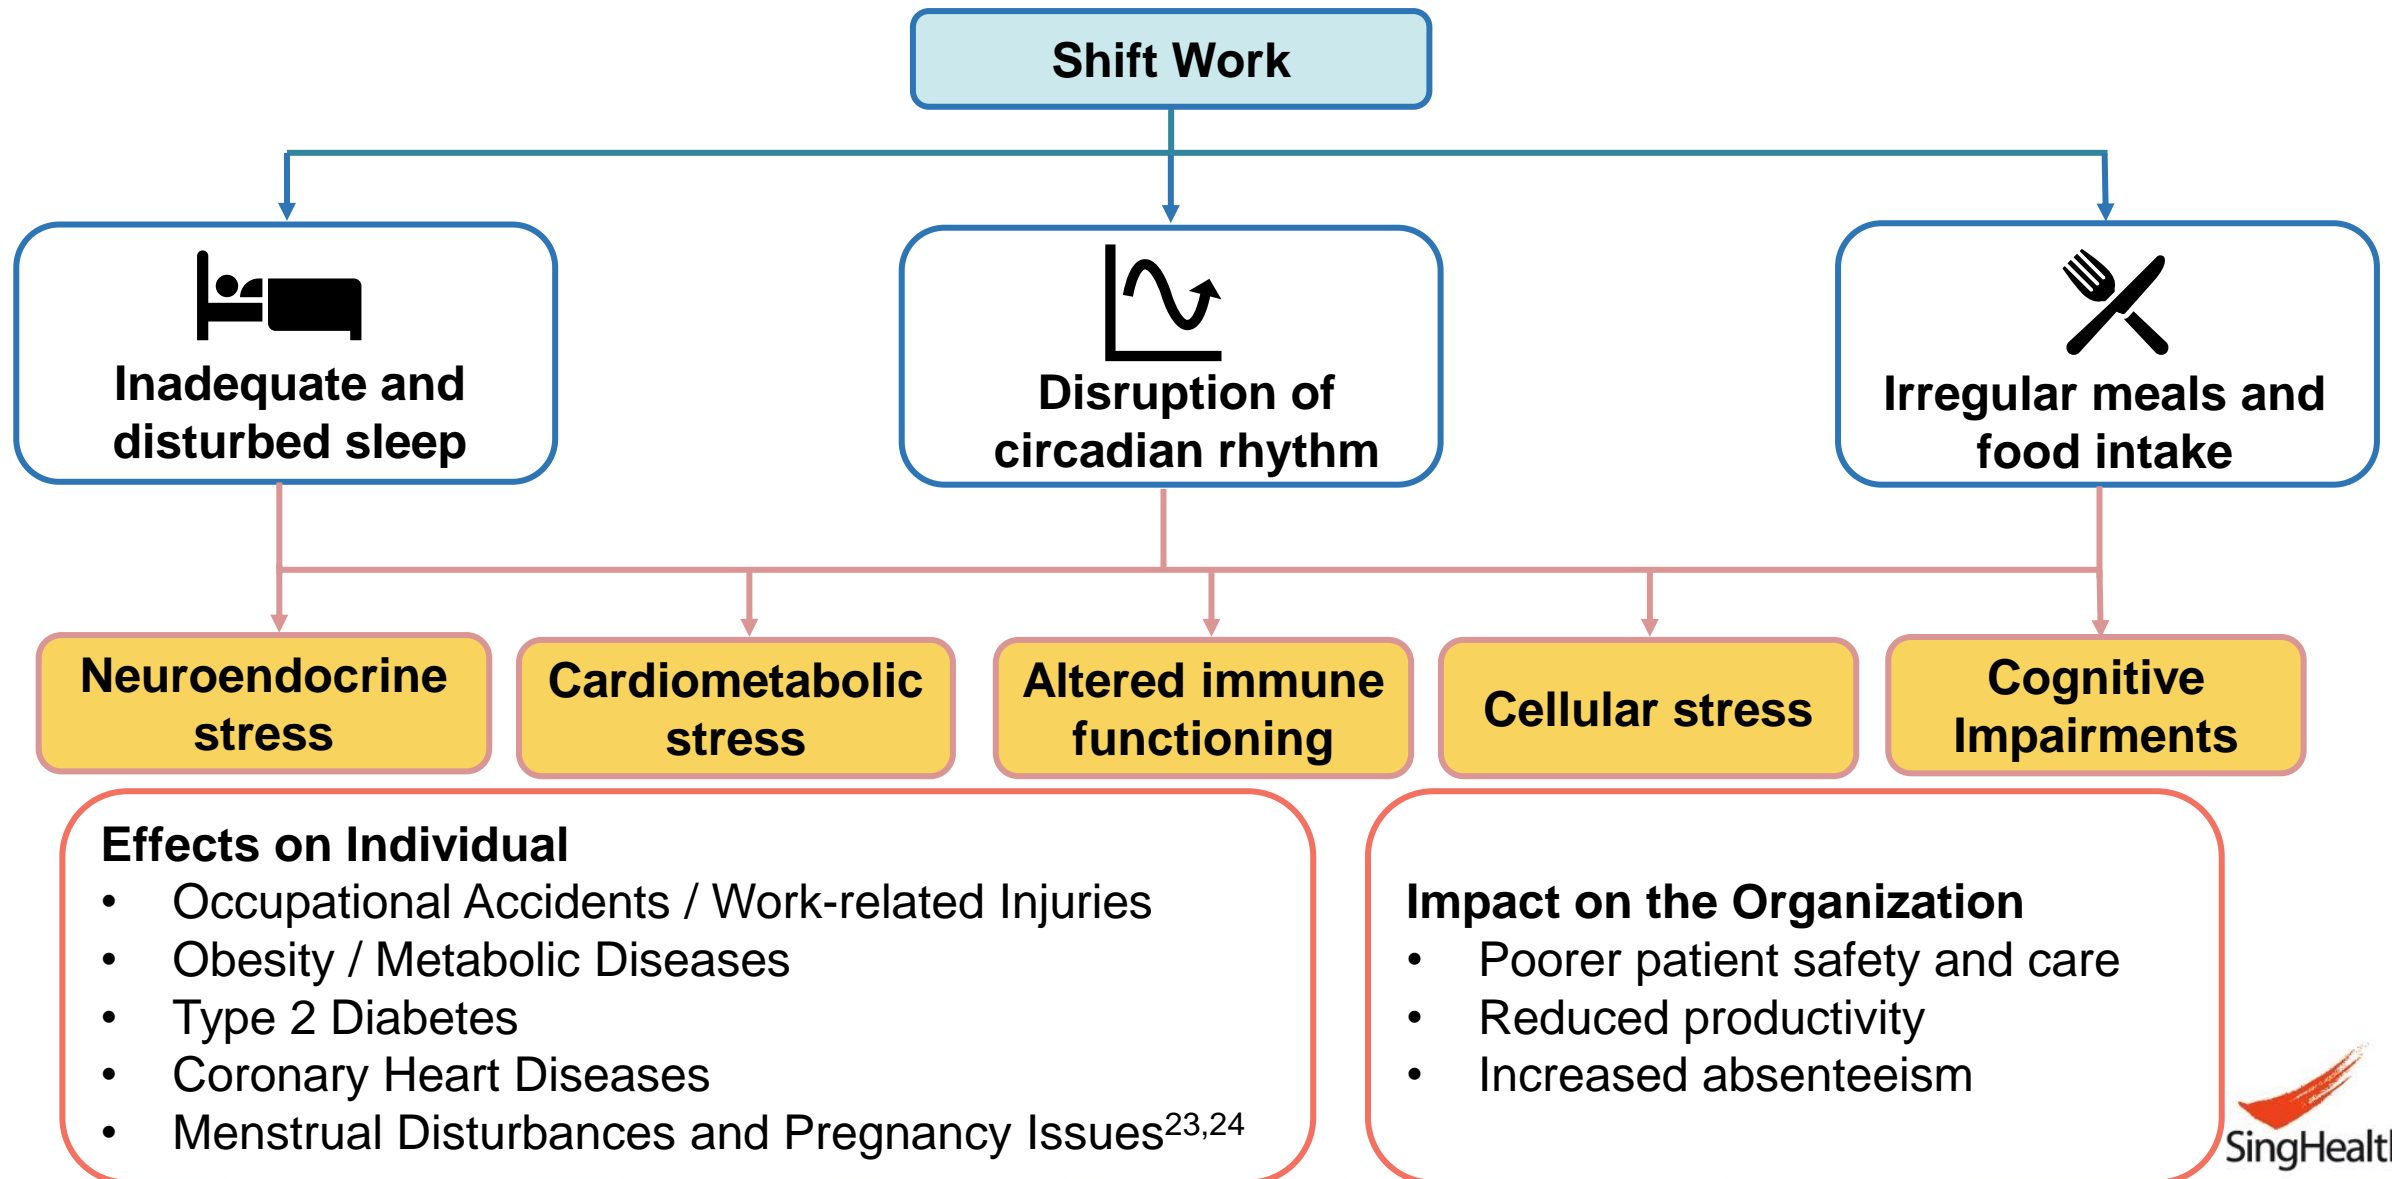 Shift Work
Inadequate and
disturbed sleep
Disruption of
circadian rhythm
Irregular meals and
food intake
Neuroendocrine
stress
Cardiometabolic
stress
Altered immune
functioning
Cellular stress
Cognitive
Impairments
Effects on Individual
• Occupational Accidents / Work-related Injuries
• Obesity / Metabolic Diseases
• Type 2 Diabetes
• Coronary Heart Diseases
• Menstrual Disturbances and Pregnancy Issues23,24
Impact on the Organization
• Poorer patient safety and care
• Reduced productivity
• Increased absenteeism
SingHealth